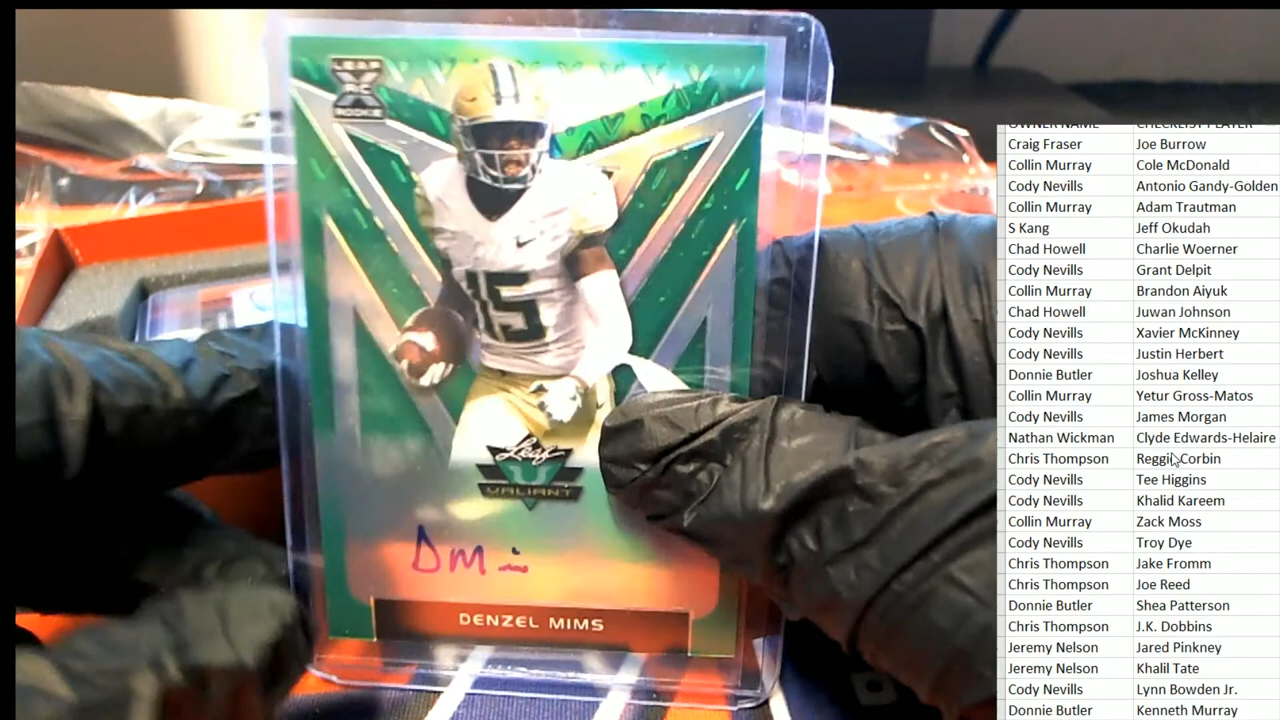 LEAF
RC
ROOKIE
15
Leaf
VALIANT
DM
DENZEL MIMS
OWNER NAME CHECKLIST PLAYER
Craig Fraser Joe Burrow
Collin Murray Cole McDonald
Cody Nevills Antonio Gandy-Golden
Collin Murray Adam Trautman
S Kang Jeff Okudah
Chad Howell Charlie Woerner
Cody Nevills Grant Delpit
Collin Murray Brandon Aiyuk
Chad Howell Juwan Johnson
Cody Nevills Xavier McKinney
Cody Nevills Justin Herbert
Donnie Butler Joshua Kelley
Collin Murray Yetur Gross-Matos
Cody Nevills James Morgan
Nathan Wickman Clyde Edwards-Helaire
Chris Thompson Reggie Corbin
Cody Nevills Tee Higgins
Cody Nevills Khalid Kareem
Collin Murray Zack Moss
Cody Nevills Troy Dye
Chris Thompson Jake Fromm
Chris Thompson Joe Reed
Donnie Butler Shea Patterson
Chris Thompson J.K. Dobbins
Jeremy Nelson Jared Pinkney
Jeremy Nelson Khalil Tate
Cody Nevills Lynn Bowden Jr.
Donnie Butler Kenneth Murray